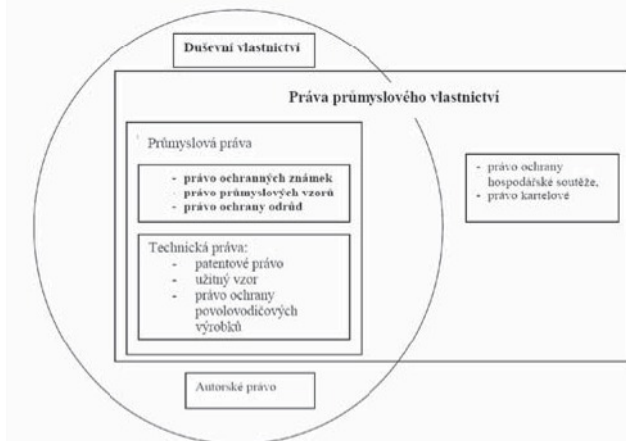 Duševní vlastnictví
Práva průmyslového vlastnictví
Průmyslová práva
- právo ochranných známek
- právo průmyslových vzorů
- právo ochrany odrůd
Technická práva:
- patentové právo
- užitný vzor
- právo ochrany
povolovodičových
výrobků
- právo ochrany
hospodářské soutěže,
- právo kartelové
Autorské právo